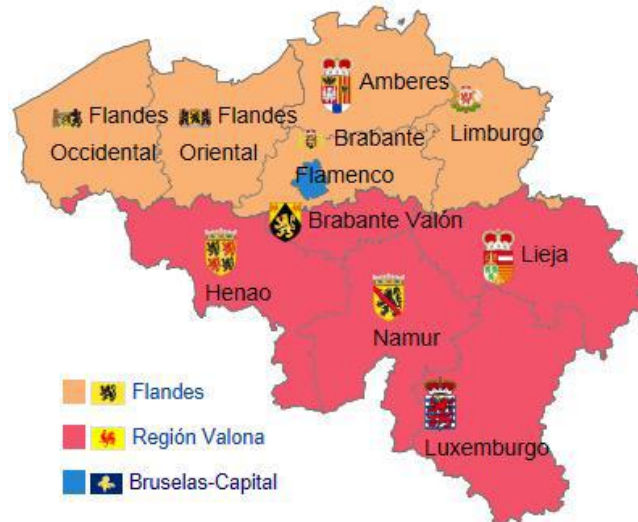 Amberes
Flandes
Occidental
Flandes
Oriental
Brabante
Flamenco
Limburgo
Brabante Valón
Lieja
Henao
Namur
Luxemburgo
Flandes
Región Valona
Bruselas-Capital